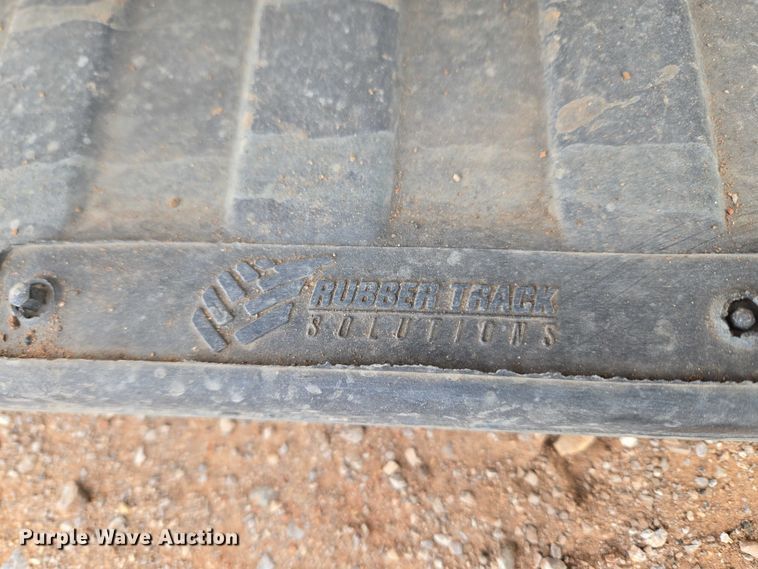 RUBBER TRACK
SOLUTIONS
Purple Wave Auction